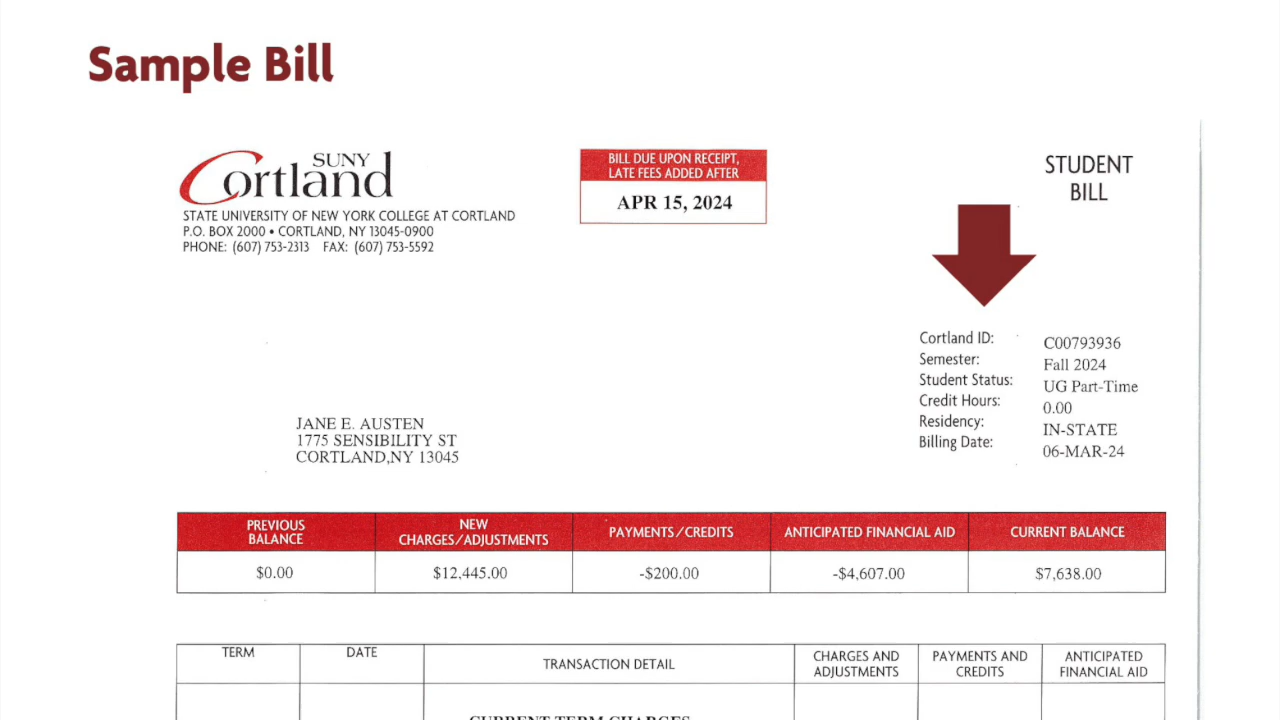 Sample Bill
SUNY
Cortland
STATE UNIVERSITY OF NEW YORK COLLEGE AT CORTLAND
P.O. BOX 2000 • CORTLAND, NY 13045-0900
PHONE: (607) 753-2313 FAX: (607) 753-5592
BILL DUE UPON RECEIPT,
LATE FEES ADDED AFTER
APR 15, 2024
STUDENT
BILL
Cortland ID: C00793936
Semester: Fall 2024
Student Status: UG Part-Time
Credit Hours: 0.00
Residency: IN-STATE
Billing Date: 06-MAR-24
JANE E. AUSTEN
1775 SENSIBILITY ST
CORTLAND,NY 13045
PREVIOUS BALANCE NEW CHARGES/ADJUSTMENTS PAYMENTS/CREDITS ANTICIPATED FINANCIAL AID CURRENT BALANCE
$0.00 $12,445.00 -$200.00 -$4,607.00 $7,638.00
TERM DATE TRANSACTION DETAIL CHARGES AND ADJUSTMENTS PAYMENTS AND CREDITS ANTICIPATED FINANCIAL AID
CURRENT TERM CHARGES